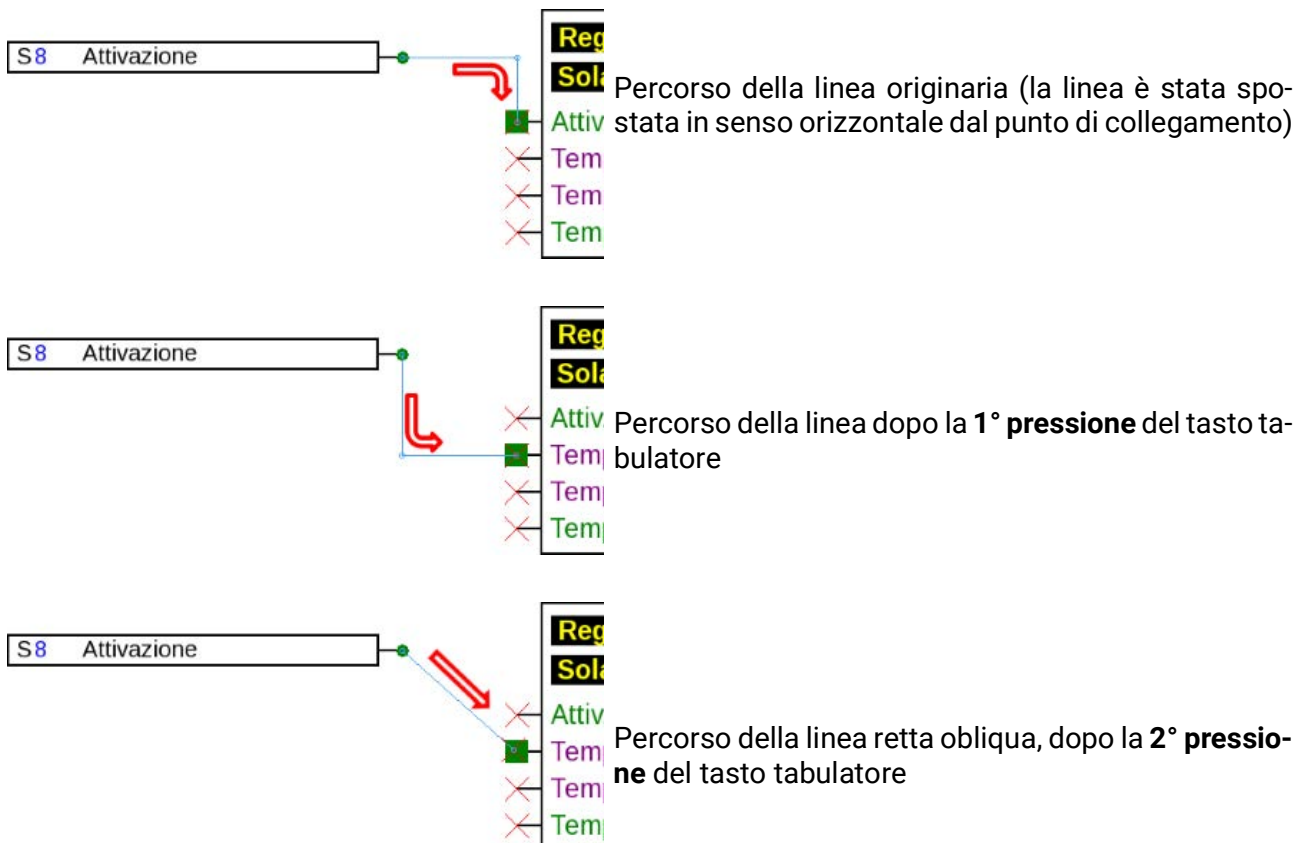 S8 Attivazione
Reg
Sola
Attiv
Tem
Tem
Tem
Percorso della linea originaria (la linea è stata spo-
stata in senso orizzontale dal punto di collegamento)
S8 Attivazione
Reg
Sola
Attiv
Temp
Temp
Temp
Percorso della linea dopo la 1° pressione del tasto ta-
bulatore
S8 Attivazione
Reg
Sola
Attiv
Temp
Temp
Temp
Percorso della linea retta obliqua, dopo la 2° pressio-
ne del tasto tabulatore